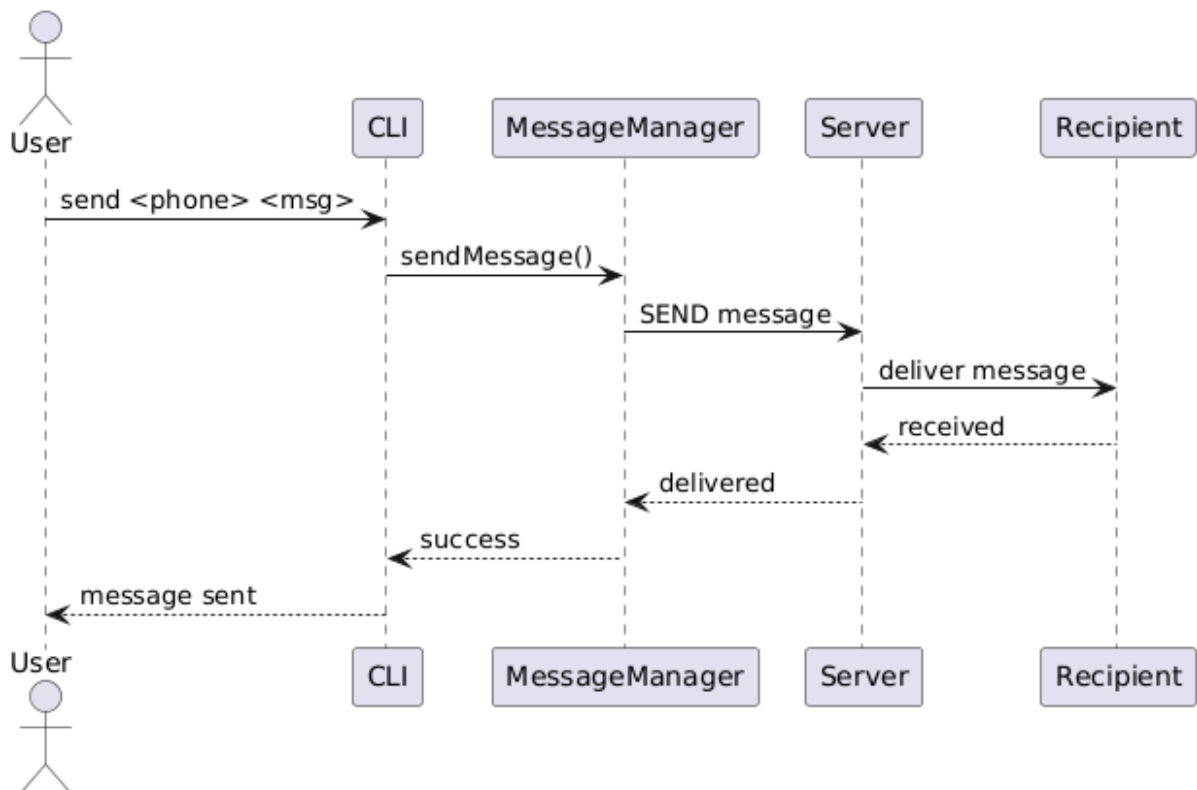 User
CLI
MessageManager
Server
Recipient
send <phone> <msg>
sendMessage()
SEND message
deliver message
received
delivered
success
message sent
User
CLI
MessageManager
Server
Recipient